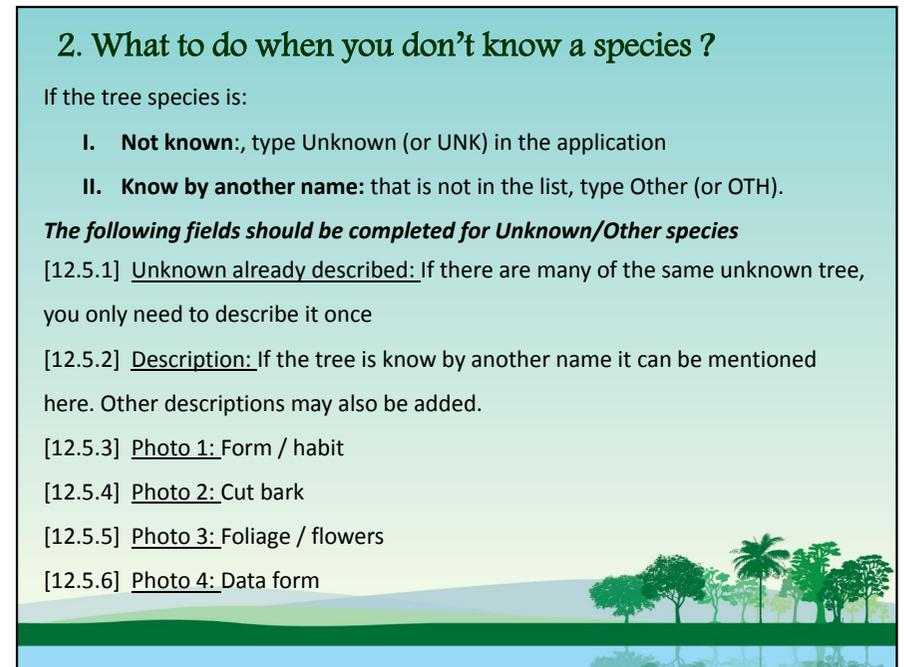 2. What to do when you don’t know a species ?
If the tree species is:
I. Not known:, type Unknown (or UNK) in the application
II. Know by another name: that is not in the list, type Other (or OTH).
The following fields should be completed for Unknown/Other species
[12.5.1] Unknown already described: If there are many of the same unknown tree,
you only need to describe it once
[12.5.2] Description: If the tree is know by another name it can be mentioned
here. Other descriptions may also be added.
[12.5.3] Photo 1: Form / habit
[12.5.4] Photo 2: Cut bark
[12.5.5] Photo 3: Foliage / flowers
[12.5.6] Photo 4: Data form